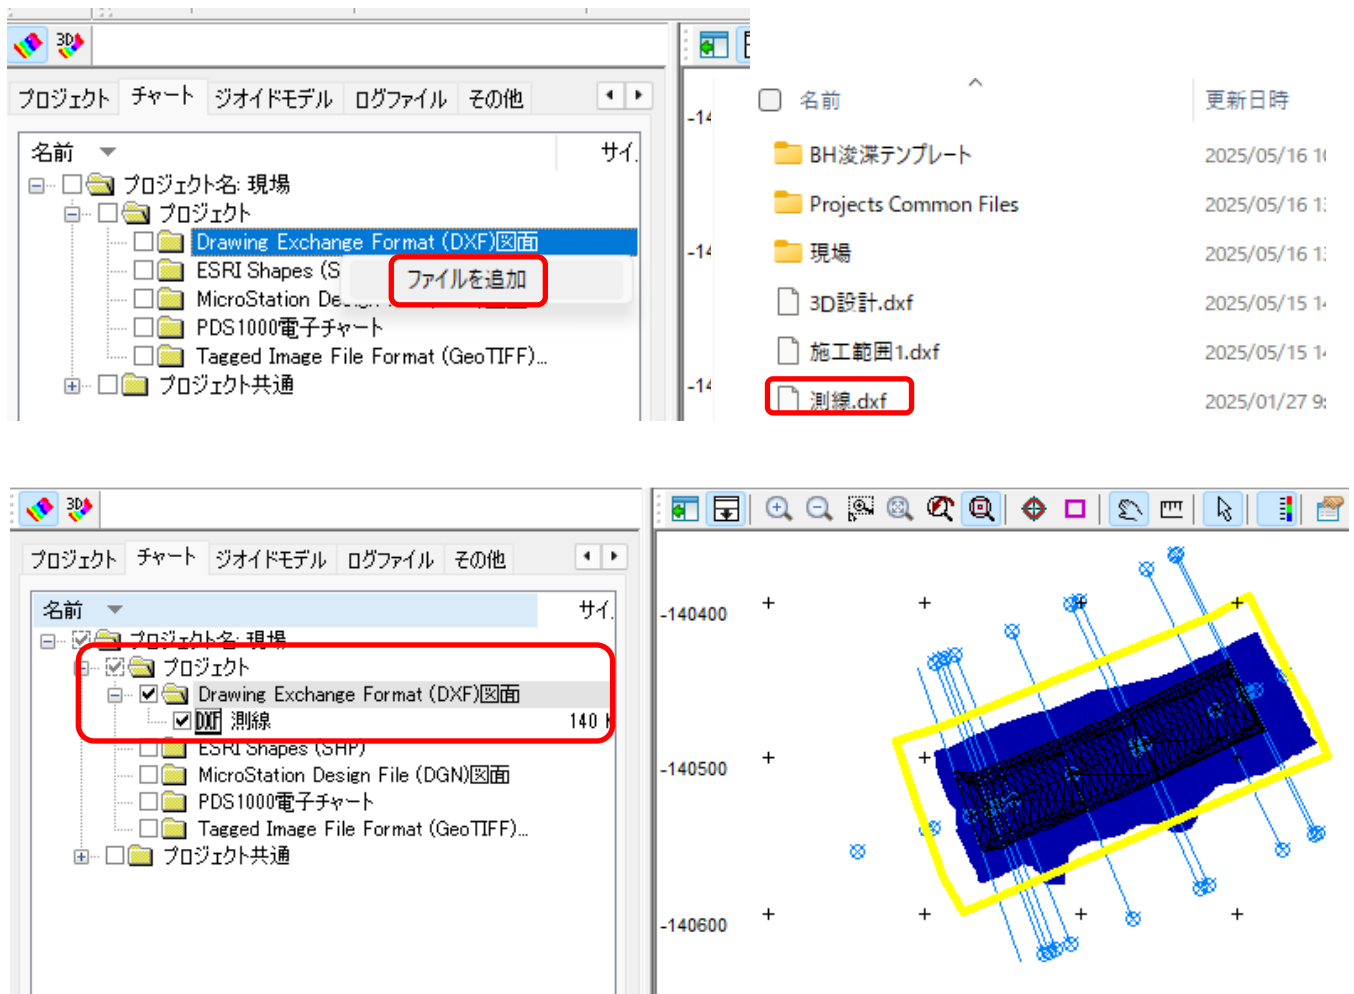 3D
プロジェクト チャート ジオイドモデル ログファイル その他
名前 サイ
プロジェクト名: 現場
プロジェクト
Drawing Exchange Format (DXF)図面
ESRI Shapes (S
ファイルを追加
MicroStation De
PDS1000電子チャート
Tagged Image File Format (GeoTIFF)...
プロジェクト共通
-14
-14
-14
名前 更新日時
BH浚渫テンプレート 2025/05/16 1
Projects Common Files 2025/05/16 1
現場 2025/05/16 1
3D設計.dxf 2025/05/15 1
施工範囲1.dxf 2025/05/15 1
測線.dxf 2025/01/27 9:
3D
プロジェクト チャート ジオイドモデル ログファイル その他
名前 サイ
プロジェクト名: 現場
プロジェクト
Drawing Exchange Format (DXF)図面
DXF 測線 140
ESRI Shapes (SHP)
MicroStation Design File (DGN)図面
PDS1000電子チャート
Tagged Image File Format (GeoTIFF)...
プロジェクト共通
-140400
-140500
-140600